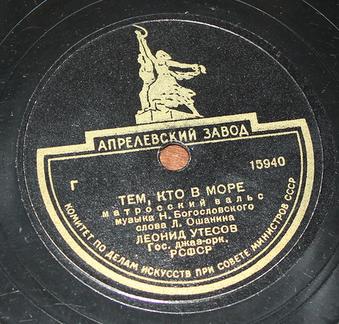 АПРЕЛЕВСКИЙ ЗАВОД
15940
Г
ТЕМ, КТО В МОРЕ
матросский вальс
музыка Н. Богословского
слова Л. Ошанина
ЛЕОНИД УТЕСОВ
Гос. джаз-орк.
РСФСР
КОМИТЕТ ПО ДЕЛАМ ИСКУССТВ ПРИ СОВЕТЕ МИНИСТРОВ СССР